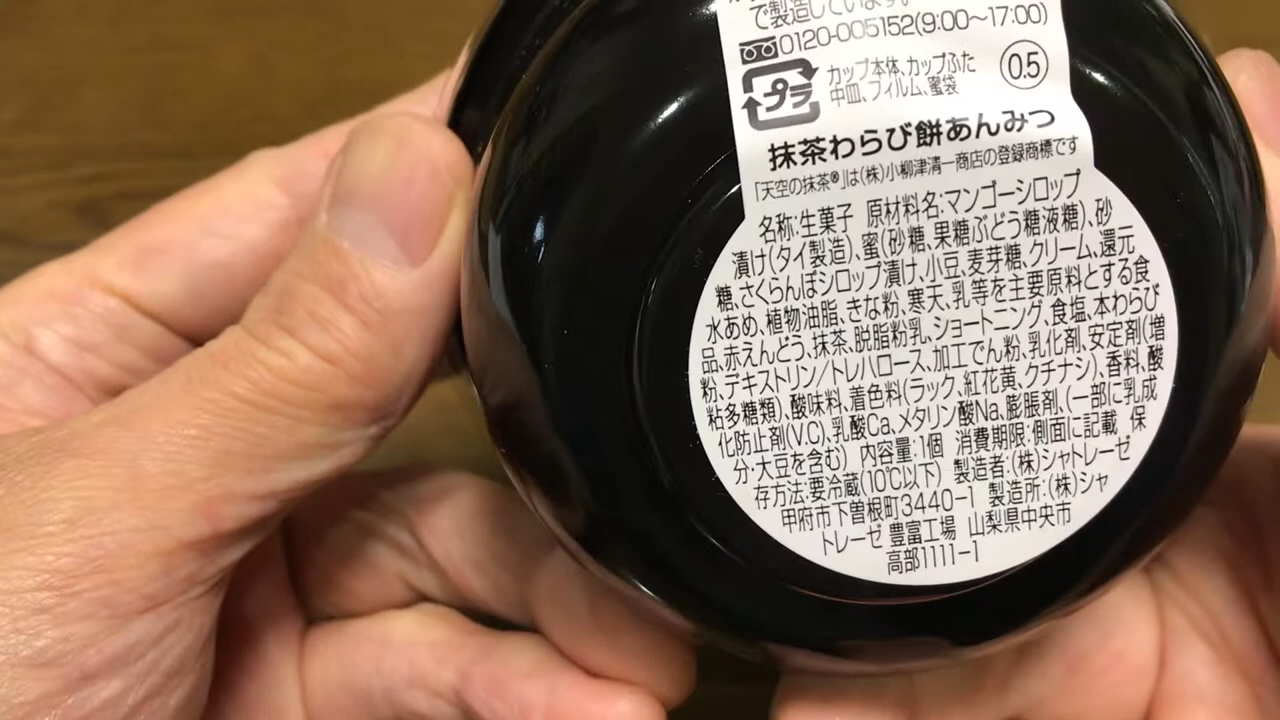 で製造しています。
0120-005152(9:00〜17:00)
プラ
カップ本体、カップふた
中皿、フィルム、蜜袋
0.5
抹茶わらび餅あんみつ
「天空の抹茶®」は(株)小柳津清一商店の登録商標です
名称:生菓子 原材料名:マンゴーシロップ
漬け(タイ製造)、蜜(砂糖、果糖ぶどう糖液糖)、砂
糖、さくらんぼシロップ漬け、小豆、麦芽糖、クリーム、還元
水あめ、植物油脂、きな粉、寒天、乳等を主要原料とする食
品、赤えんどう、抹茶、脱脂粉乳、ショートニング、食塩、本わらび
粉、デキストリン/トレハロース、加工でん粉、乳化剤、安定剤(増
粘多糖類)、酸味料、着色料(ラック、紅花黄、クチナシ)、香料、酸
化防止剤(V.C)、乳酸Ca、メタリン酸Na、膨脹剤、(一部に乳成
分・大豆を含む) 内容量:1個 消費期限:側面に記載 保
存方法:要冷蔵(10℃以下) 製造者:(株)シャトレーゼ
甲府市下曽根町3440-1 製造所:(株)シャ
トレーゼ 豊富工場 山梨県中央市
高部1111-1